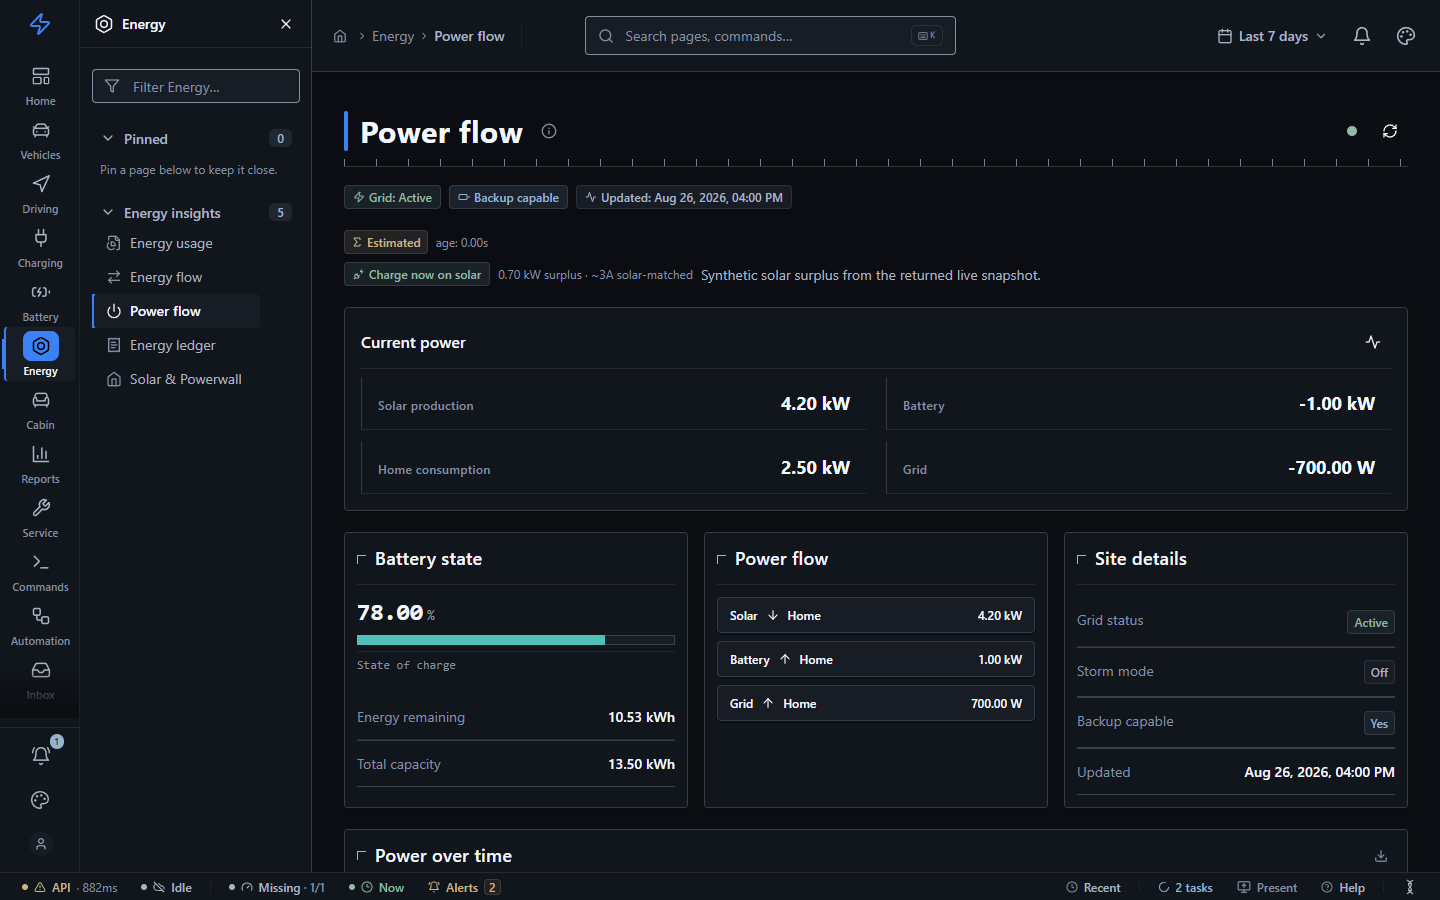 Energy
Home
Vehicles
Driving
Charging
Battery
Energy
Cabin
Reports
Service
Commands
Automation
Inbox
1
Filter Energy...
Pinned 0
Pin a page below to keep it close.
Energy insights 5
Energy usage
Energy flow
Power flow
Energy ledger
Solar & Powerwall
Energy > Power flow
Search pages, commands... K
Last 7 days
Power flow
Grid: Active
Backup capable
Updated: Aug 26, 2026, 04:00 PM
Estimated age: 0.00s
Charge now on solar 0.70 kW surplus · ~3A solar-matched Synthetic solar surplus from the returned live snapshot.
Current power
Solar production 4.20 kW
Battery -1.00 kW
Home consumption 2.50 kW
Grid -700.00 W
Battery state
78.00 %
State of charge
Energy remaining 10.53 kWh
Total capacity 13.50 kWh
Power flow
Solar ↓ Home 4.20 kW
Battery ↑ Home 1.00 kW
Grid ↑ Home 700.00 W
Site details
Grid status Active
Storm mode Off
Backup capable Yes
Updated Aug 26, 2026, 04:00 PM
Power over time
API · 882ms
Idle
Missing · 1/1
Now
Alerts 2
Recent
2 tasks
Present
Help